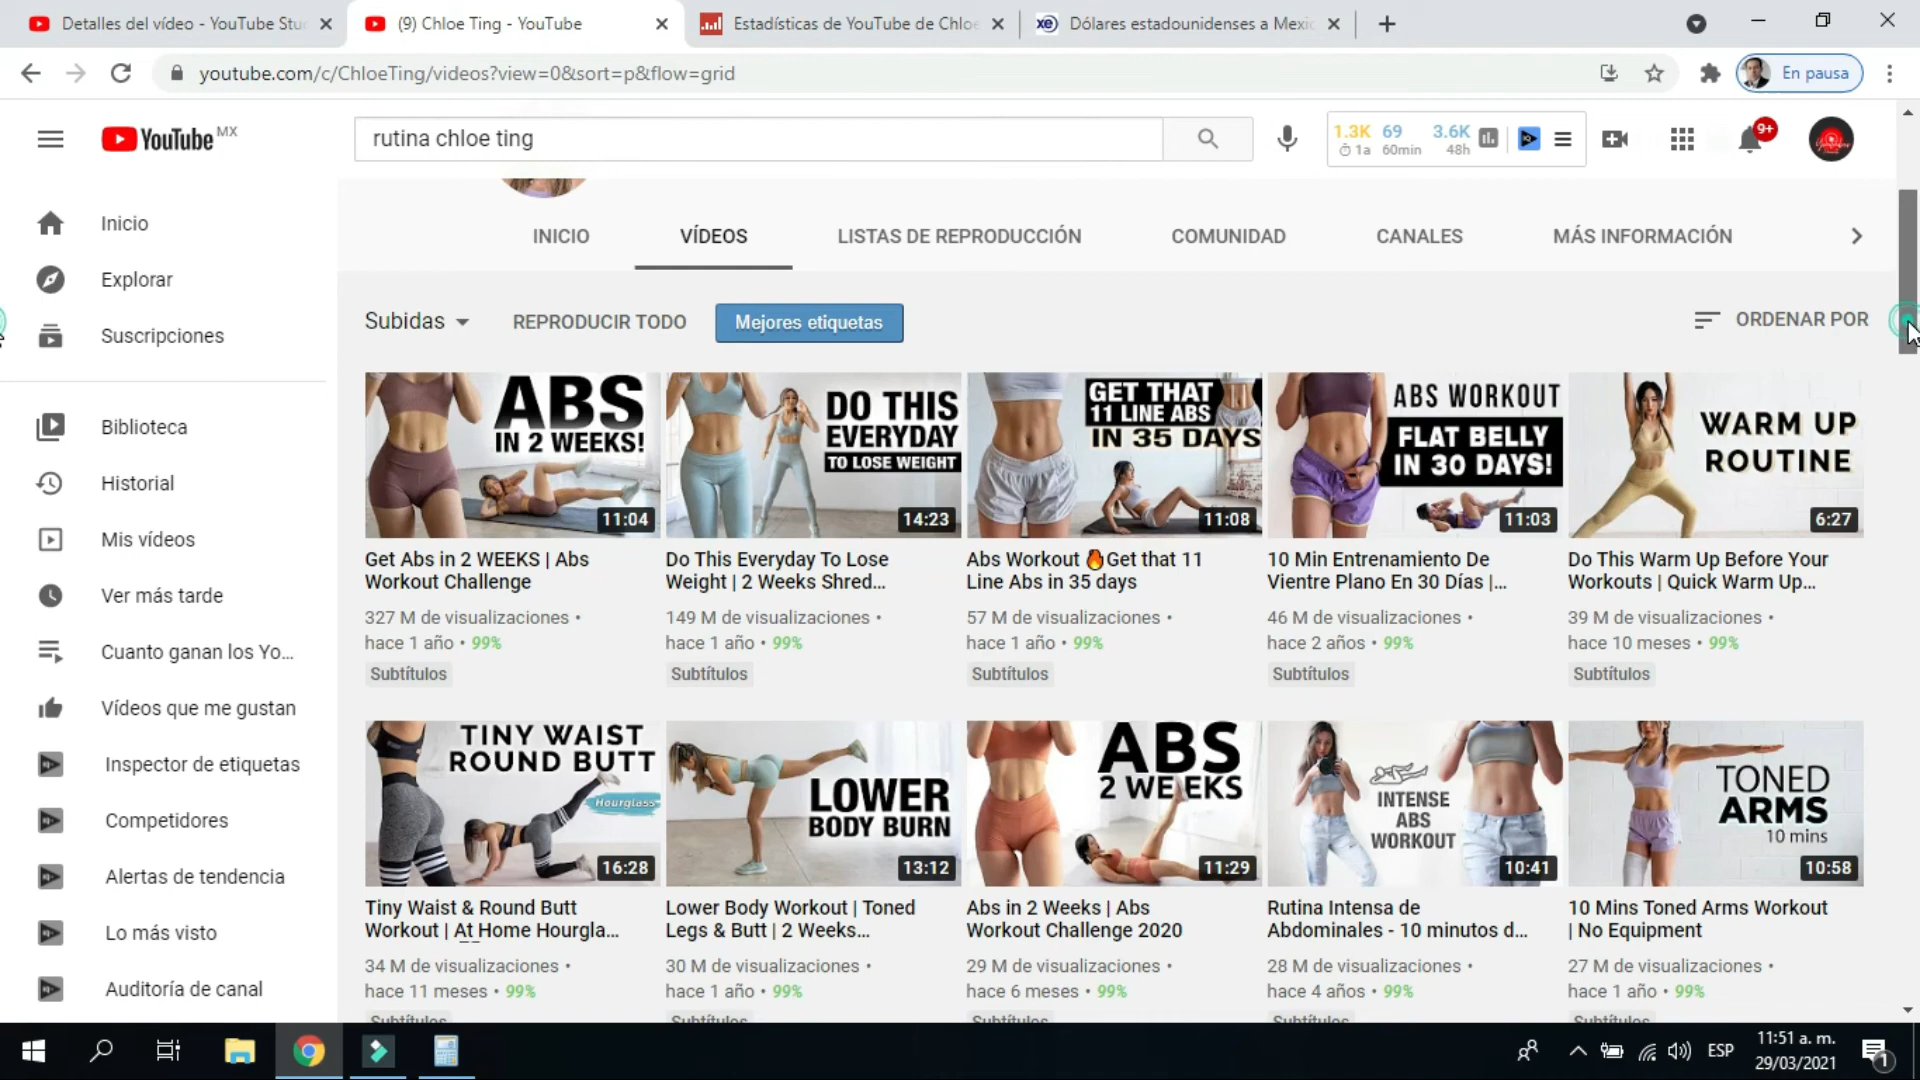 Detalles del vídeo - YouTube Stu
(9) Chloe Ting - YouTube
Estadísticas de YouTube de Chloe
Dólares estadounidenses a Mexic
youtube.com/c/ChloeTing/videos?view=0&sort=p&flow=grid
En pausa
YouTube MX
rutina chloe ting
1.3K 69 3.6K
1a 60min 48h
9+
Inicio
Explorar
Suscripciones
Biblioteca
Historial
Mis vídeos
Ver más tarde
Cuanto ganan los Yo...
Vídeos que me gustan
Inspector de etiquetas
Competidores
Alertas de tendencia
Lo más visto
Auditoría de canal
INICIO
VÍDEOS
LISTAS DE REPRODUCCIÓN
COMUNIDAD
CANALES
MÁS INFORMACIÓN
Subidas
REPRODUCIR TODO
Mejores etiquetas
ORDENAR POR
ABS
IN 2 WEEKS!
11:04
Get Abs in 2 WEEKS | Abs
Workout Challenge
327 M de visualizaciones •
hace 1 año • 99%
Subtítulos
DO THIS
EVERYDAY
TO LOSE WEIGHT
14:23
Do This Everyday To Lose
Weight | 2 Weeks Shred...
149 M de visualizaciones •
hace 1 año • 99%
Subtítulos
GET THAT
11 LINE ABS
IN 35 DAYS
11:08
Abs Workout 🔥Get that 11
Line Abs in 35 days
57 M de visualizaciones •
hace 1 año • 99%
Subtítulos
ABS WORKOUT
FLAT BELLY
IN 30 DAYS!
11:03
10 Min Entrenamiento De
Vientre Plano En 30 Días |...
46 M de visualizaciones •
hace 2 años • 99%
Subtítulos
WARM UP
ROUTINE
6:27
Do This Warm Up Before Your
Workouts | Quick Warm Up...
39 M de visualizaciones •
hace 10 meses • 99%
Subtítulos
TINY WAIST
ROUND BUTT
Hourglass
16:28
Tiny Waist & Round Butt
Workout | At Home Hourgla...
34 M de visualizaciones •
hace 11 meses • 99%
Subtítulos
LOWER
BODY BURN
13:12
Lower Body Workout | Toned
Legs & Butt | 2 Weeks...
30 M de visualizaciones •
hace 1 año • 99%
Subtítulos
ABS
2 WEEKS
11:29
Abs in 2 Weeks | Abs
Workout Challenge 2020
29 M de visualizaciones •
hace 6 meses • 99%
Subtítulos
INTENSE
ABS
WORKOUT
10:41
Rutina Intensa de
Abdominales - 10 minutos d...
28 M de visualizaciones •
hace 4 años • 99%
Subtítulos
TONED
ARMS
10 mins
10:58
10 Mins Toned Arms Workout
| No Equipment
27 M de visualizaciones •
hace 1 año • 99%
Subtítulos
ESP
11:51 a. m.
29/03/2021
1